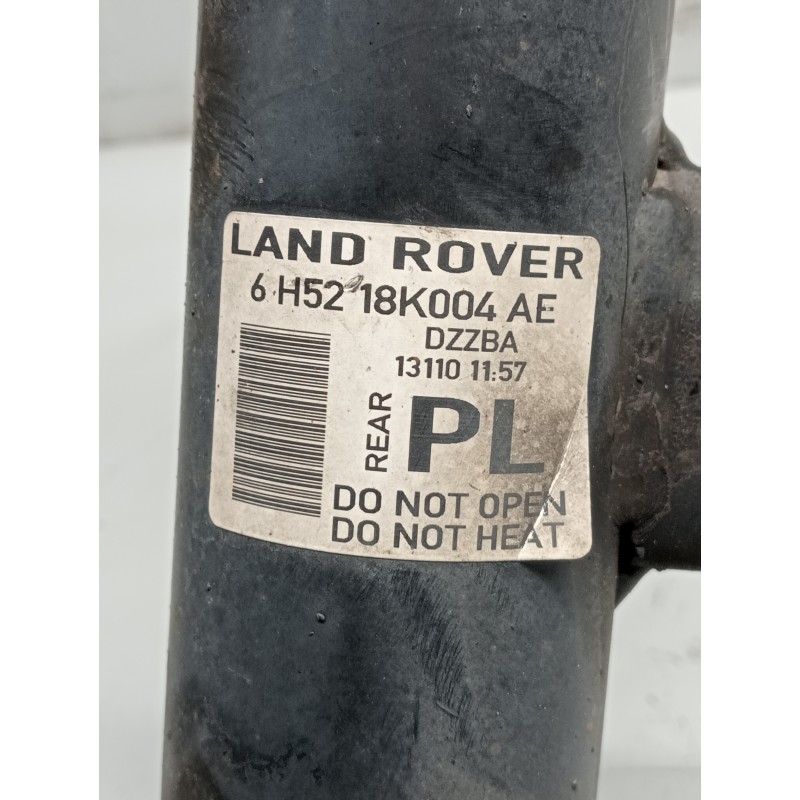 LAND ROVER
6 H52 18K004 AE
DZZBA
13110 11:57
REAR
PL
DO NOT OPEN
DO NOT HEAT